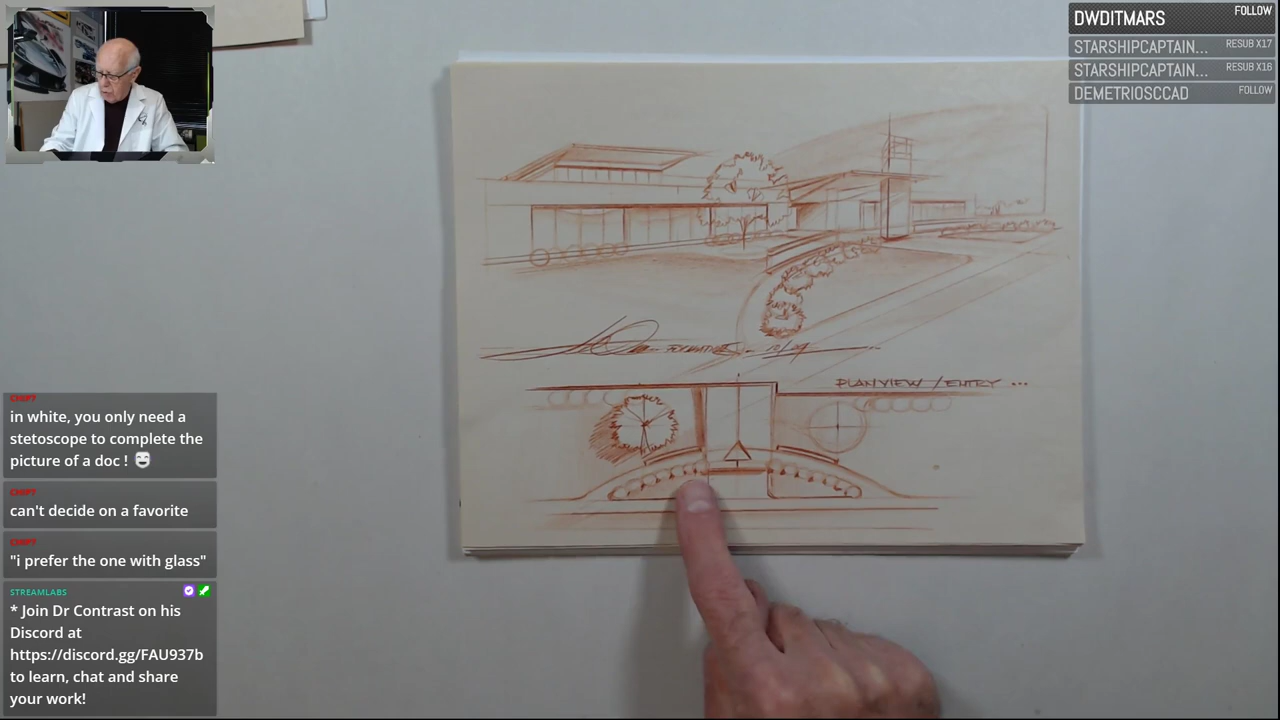 DWDITMARS FOLLOW
STARSHIPCAPTAIN... RESUB X17
STARSHIPCAPTAIN... RESUB X16
DEMETRIOSCCAD FOLLOW
PLANVIEW / ENTRY ...
in white, you only need a
stetoscope to complete the
picture of a doc !
can't decide on a favorite
"i prefer the one with glass"
STREAMLABS
* Join Dr Contrast on his
Discord at
https://discord.gg/FAU937b
to learn, chat and share
your work!